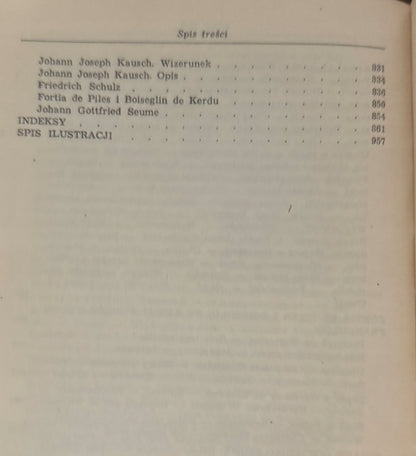 Spis treści
Johann Joseph Kausch. Wizerunek . . . . . . . . . . 831
Johann Joseph Kausch. Opis . . . . . . . . . . . . 834
Friedrich Schulz . . . . . . . . . . . . . . . 836
Fortia de Piles i Boiseglin de Kerdu . . . . . . . . . 850
Johann Gottfried Seume . . . . . . . . . . . . . 854
INDEKSY . . . . . . . . . . . . . . . . . 861
SPIS ILUSTRACJI . . . . . . . . . . . . . . 957